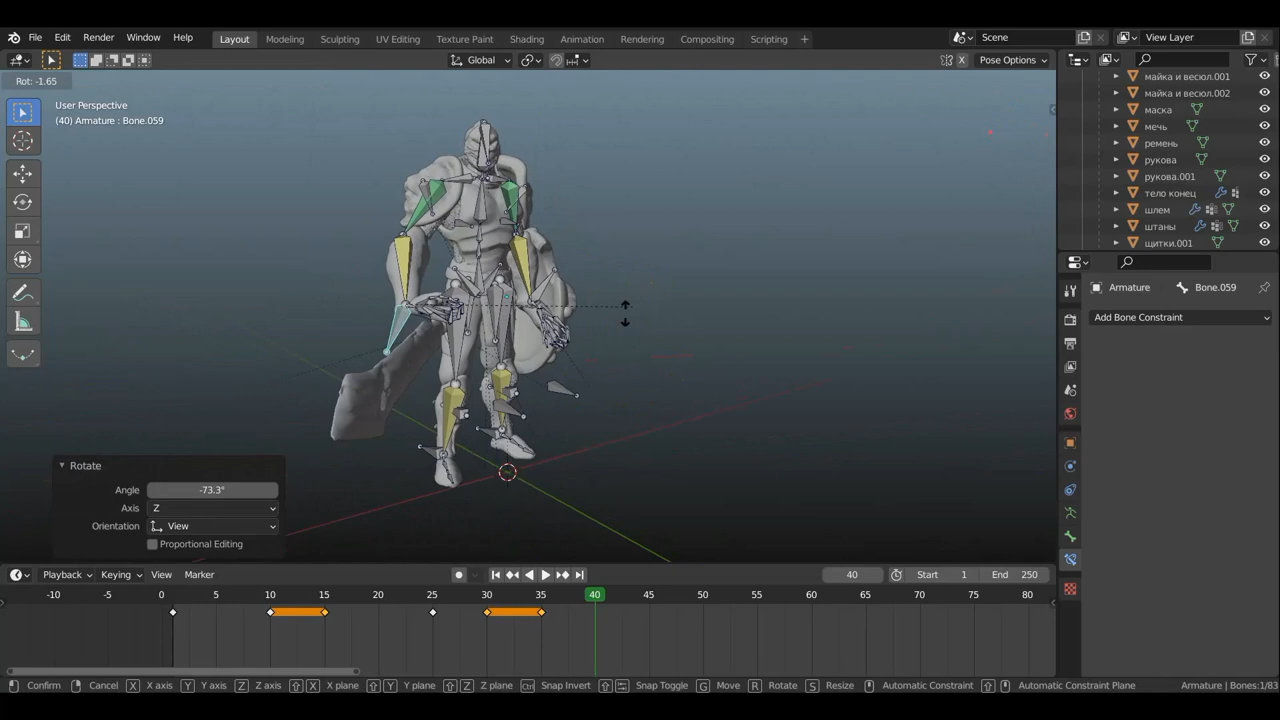 File Edit Render Window Help Layout Modeling Sculpting UV Editing Texture Paint Shading Animation Rendering Compositing Scripting + Scene View Layer
Global X Pose Options
Rot: -1.65
User Perspective
(40) Armature : Bone.059
майка и весюл.001
майка и весюл.002
маска
мечь
ремень
рукова
рукова.001
тело конец
шлем
штаны
щитки.001
Armature Bone.059
Add Bone Constraint
Rotate
Angle -73.3°
Axis Z
Orientation View
Proportional Editing
Playback Keying View Marker 40 Start 1 End 250
-10 -5 0 5 10 15 20 25 30 35 40 45 50 55 60 65 70 75 80
Confirm Cancel X X axis Y Y axis Z Z axis X X plane Y Y plane Z Z plane Ctrl Snap Invert Snap Toggle G Move R Rotate S Resize Automatic Constraint Automatic Constraint Plane Armature | Bones:1/83